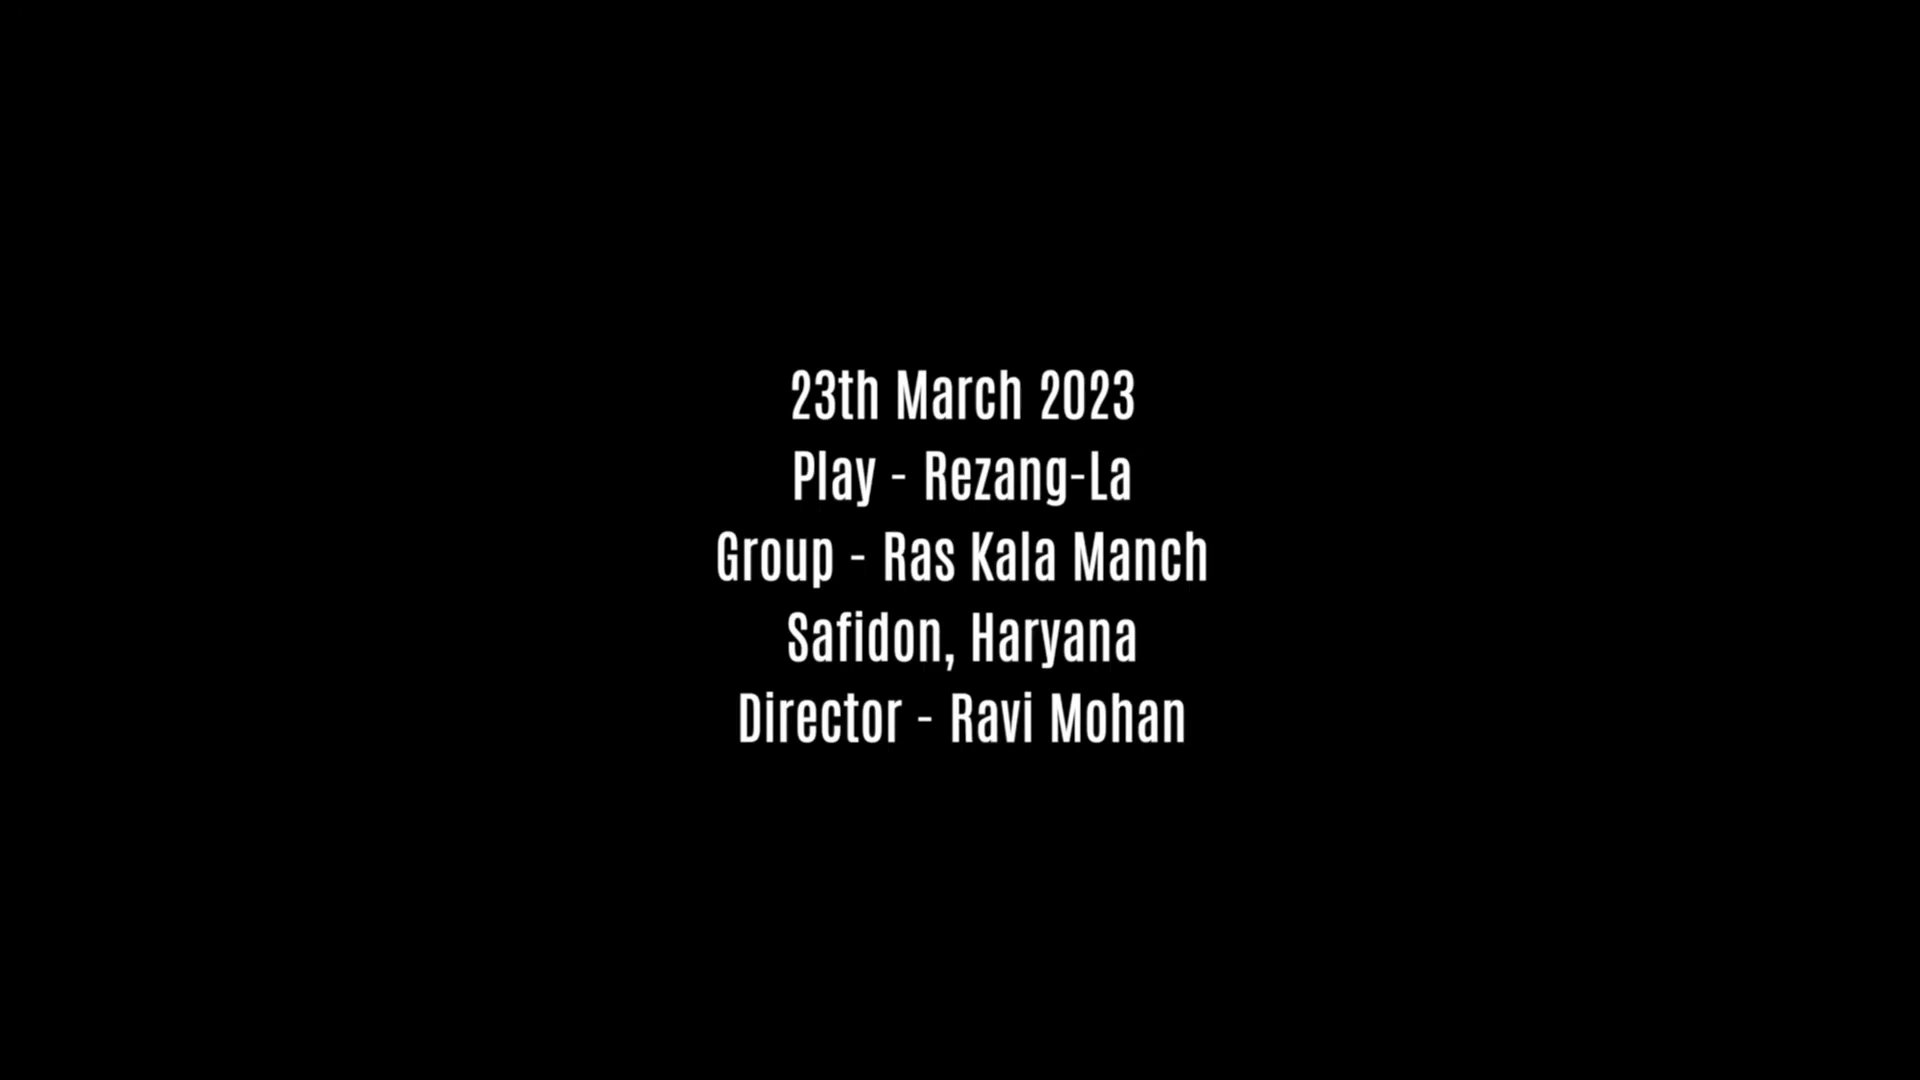 23th March 2023
Play - Rezang-La
Group - Ras Kala Manch
Safidon, Haryana
Director - Ravi Mohan